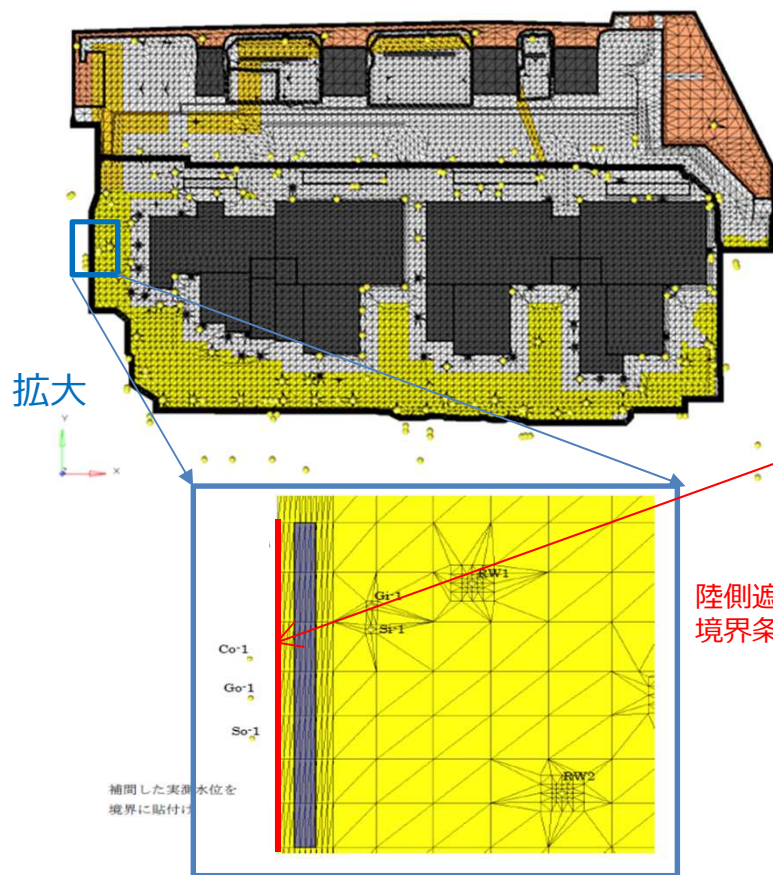 拡大
Y
Z
X
RW1
Gi-1
Si-1
Co-1
Go-1
So-1
RW2
補間した実測水位を
境界に貼付け
陸側遮
境界条